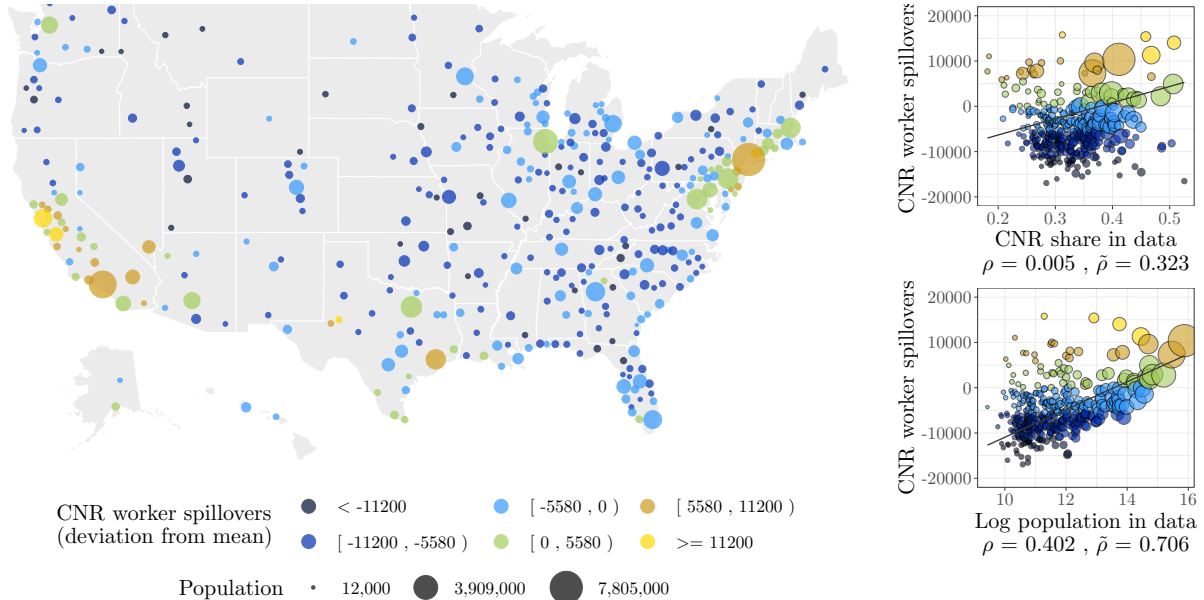 CNR worker spillovers
(deviation from mean)
< -11200
[ -5580 , 0 )
[ 5580 , 11200 )
[ -11200 , -5580 )
[ 0 , 5580 )
>= 11200
Population
12,000
3,909,000
7,805,000
CNR worker spillovers
20000
10000
0
-10000
-20000
0.2
0.3
0.4
0.5
CNR share in data
ρ = 0.005 , ρ̃ = 0.323
CNR worker spillovers
20000
10000
0
-10000
-20000
10
12
14
16
Log population in data
ρ = 0.402 , ρ̃ = 0.706